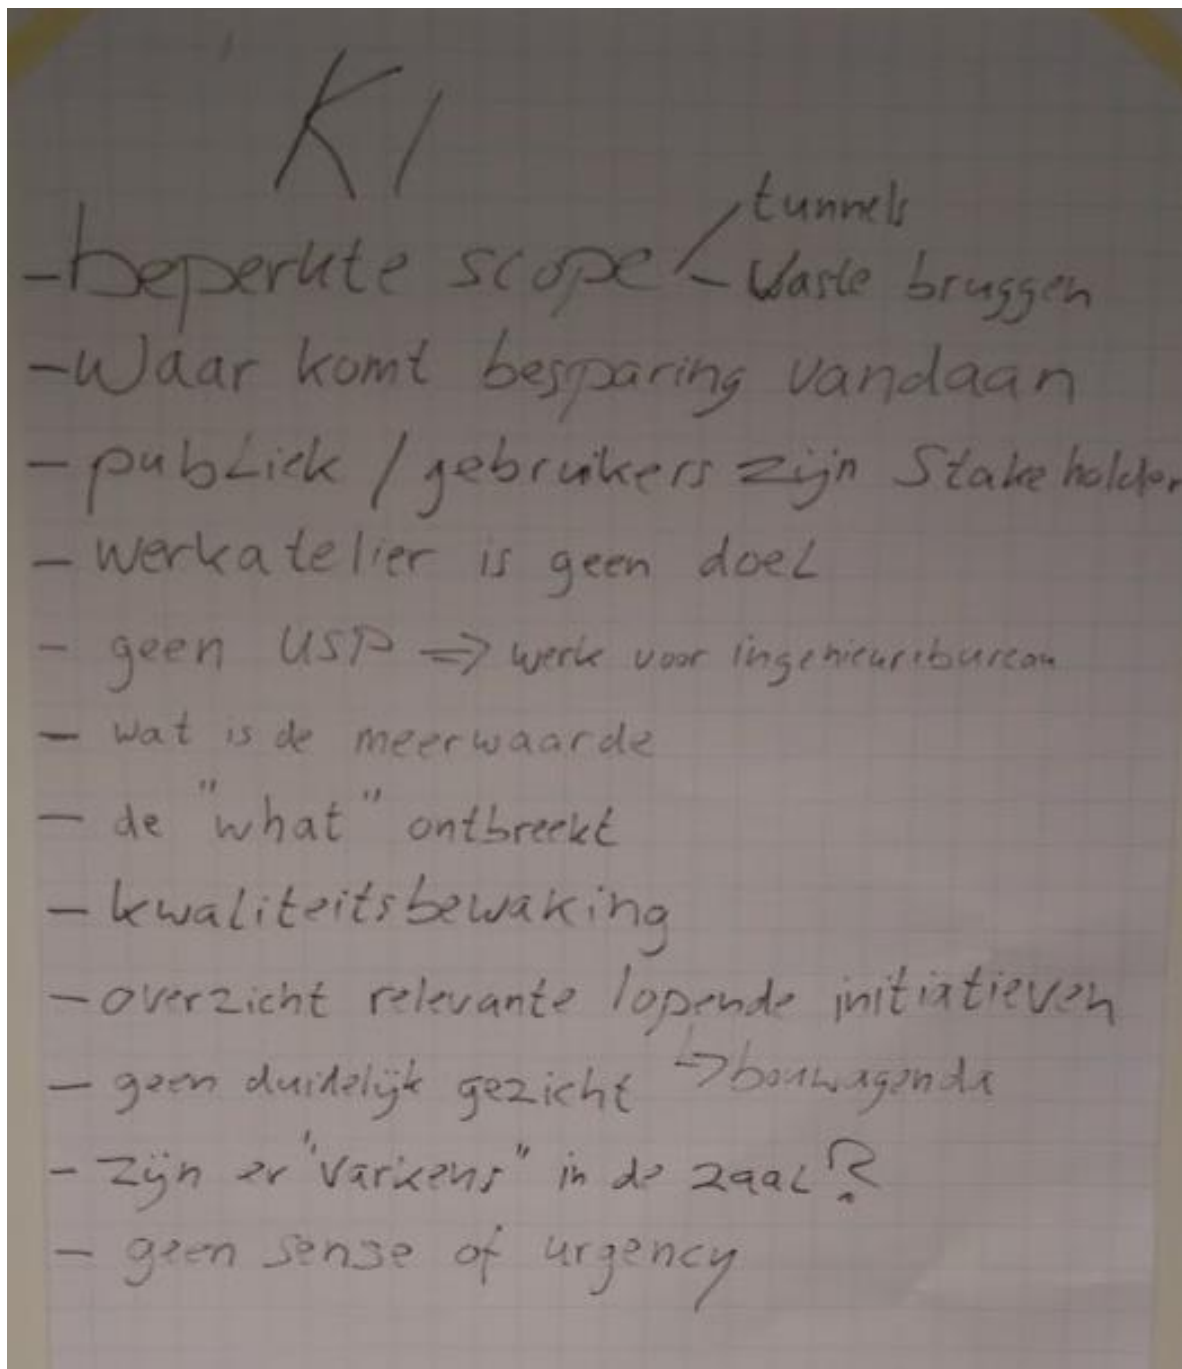 K1
tunnels
- beperkte scope - Vaste bruggen
- Waar komt besparing vandaan
- publiek / gebruikers zijn Stakeholder
- werkatelier is geen doel
- geen USP => werk voor ingenieursbureau
- wat is de meerwaarde
- de "what" ontbreekt
- kwaliteitsbewaking
- overzicht relevante lopende initiatieven
- geen duidelijk gezicht ↳ bouwagenda
- zijn er "varkens" in de zaal?
- geen sense of urgency